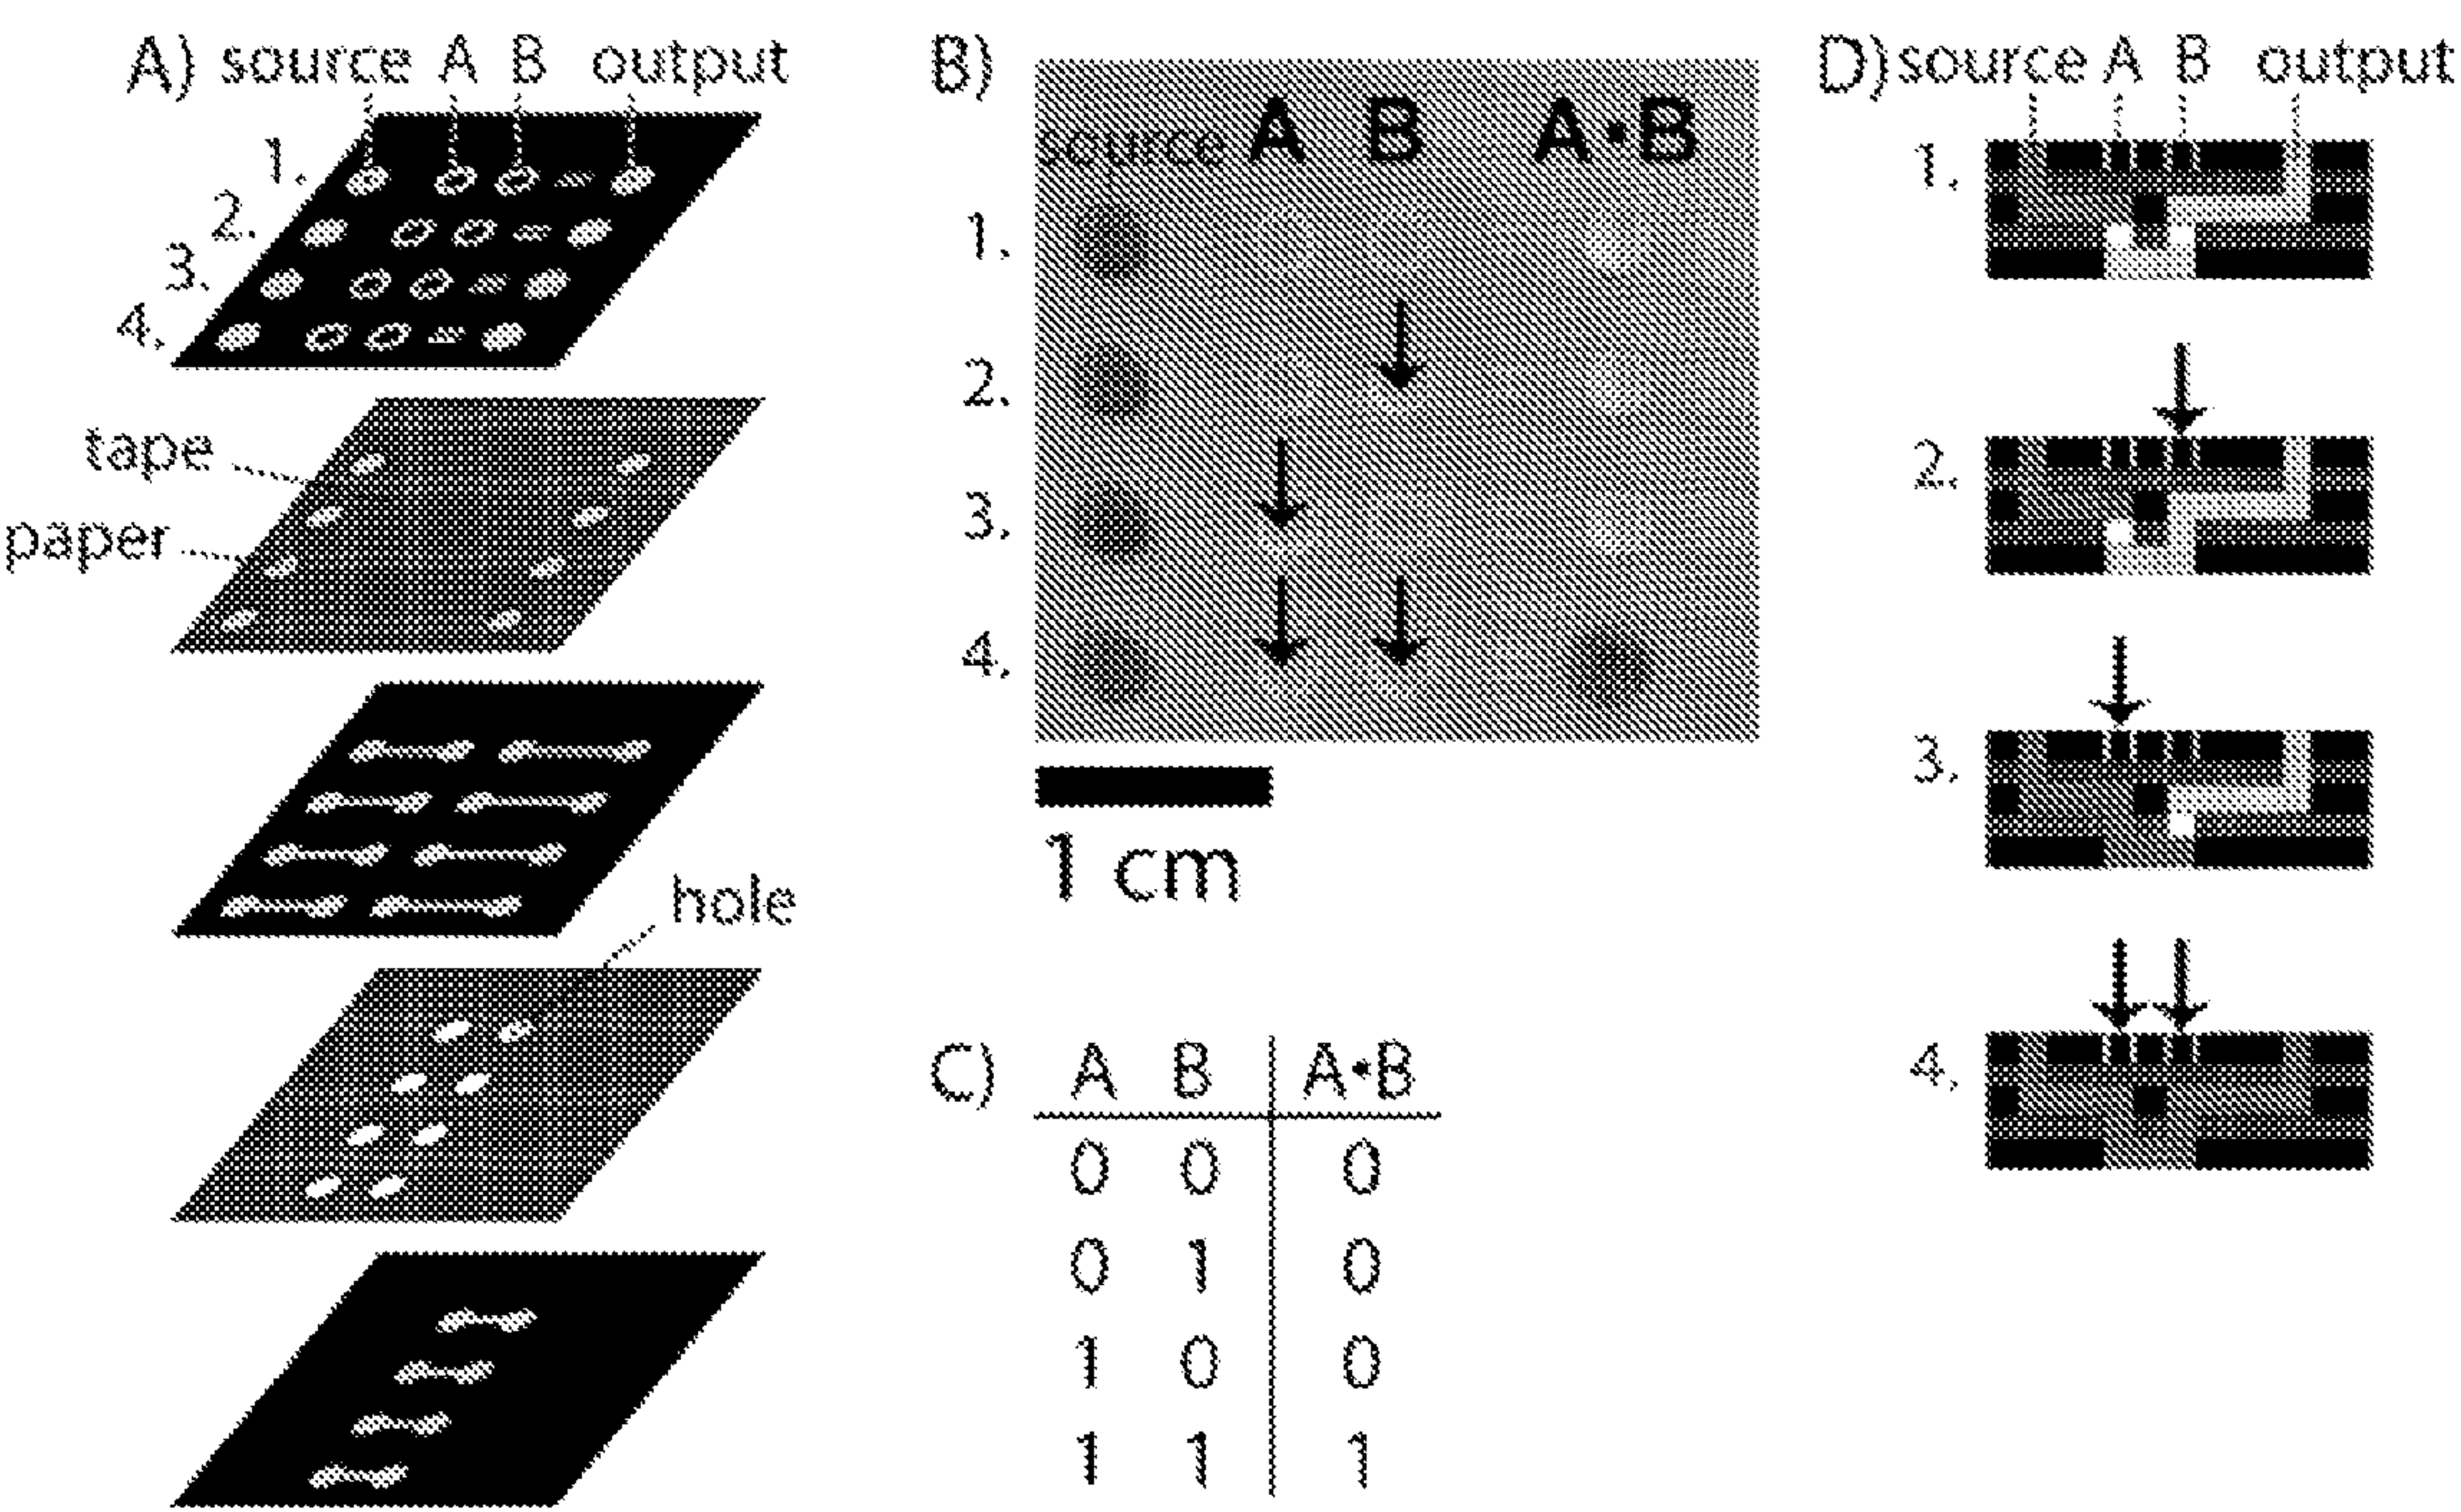 A) source A B output
1.
2.
3.
4.
tape
paper
hole
B)
source A B A•B
1.
2.
3.
4.
1 cm
C) A B A•B
0 0 0
0 1 0
1 0 0
1 1 1
D) source A B output
1.
2.
3.
4.